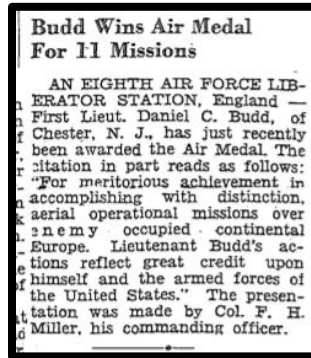 Budd Wins Air Medal
For 11 Missions
AN EIGHTH AIR FORCE LIB-
ERATOR STATION, England —
First Lieut. Daniel C. Budd, of
Chester, N. J., has just recently
been awarded the Air Medal. The
citation in part reads as follows:
"For meritorious achievement in
accomplishing with distinction,
aerial operational missions over
enemy occupied continental
Europe. Lieutenant Budd's ac-
tions reflect great credit upon
himself and the armed forces of
the United States." The presen-
tation was made by Col. F. H.
Miller, his commanding officer.